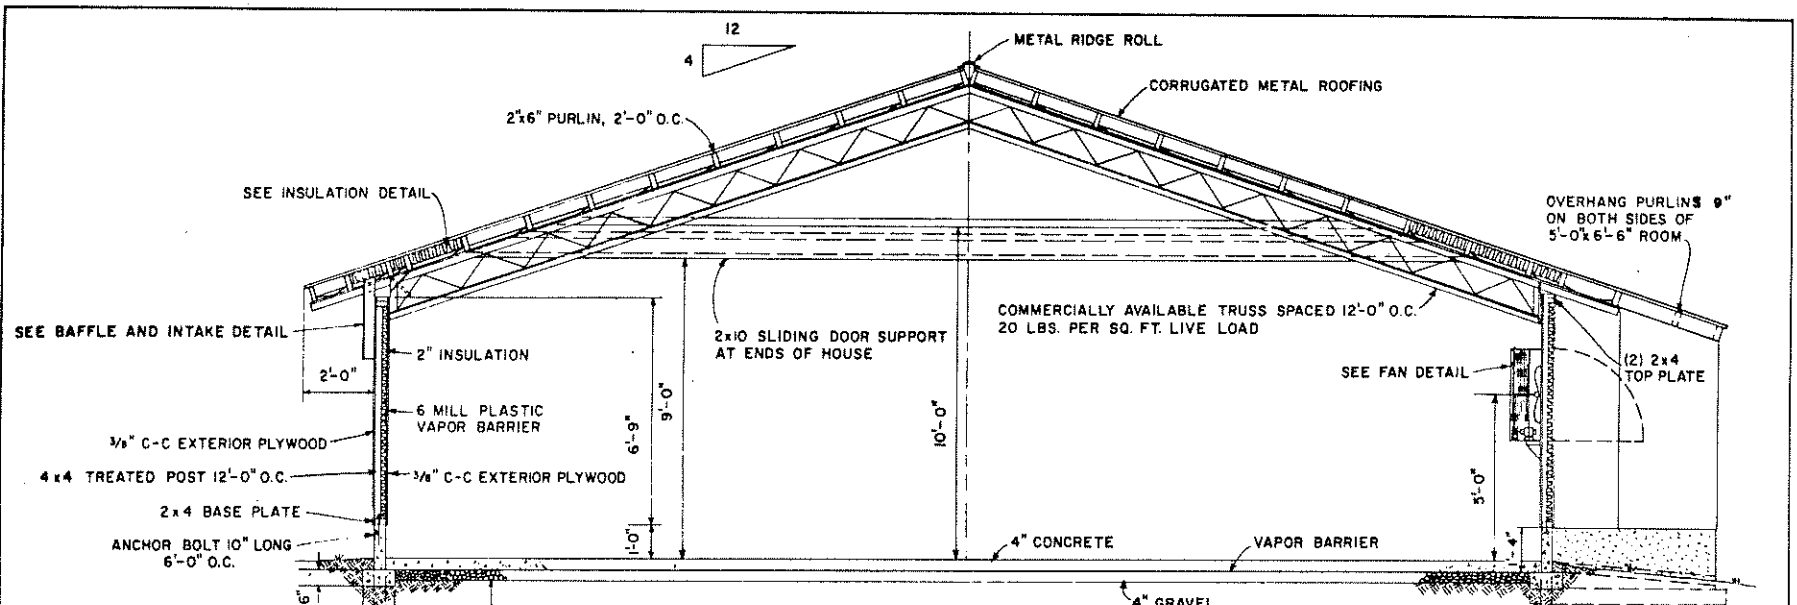 12
4
METAL RIDGE ROLL
CORRUGATED METAL ROOFING
2"x6" PURLIN, 2'-0" O.C.
SEE INSULATION DETAIL
OVERHANG PURLINS 9"
ON BOTH SIDES OF
5'-0"x6'-6" ROOM
SEE BAFFLE AND INTAKE DETAIL
2x10 SLIDING DOOR SUPPORT
AT ENDS OF HOUSE
COMMERCIALLY AVAILABLE TRUSS SPACED 12'-0" O.C.
20 LBS. PER SQ. FT. LIVE LOAD
2" INSULATION
2'-0"
SEE FAN DETAIL
(2) 2x4
TOP PLATE
6 MILL PLASTIC
VAPOR BARRIER
6'-9"
9'-0"
10'-0"
3/8" C-C EXTERIOR PLYWOOD
4x4 TREATED POST 12'-0" O.C.
3/8" C-C EXTERIOR PLYWOOD
5'-0"
2x4 BASE PLATE
ANCHOR BOLT 10" LONG
6'-0" O.C.
1'-0"
4" CONCRETE
VAPOR BARRIER
1'-4"
6"
4" GRAVEL